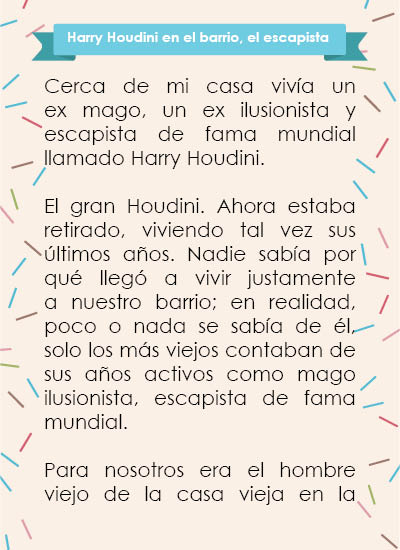 Harry Houdini en el barrio, el escapista
Cerca de mi casa vivía un
ex mago, un ex ilusionista y
escapista de fama mundial
llamado Harry Houdini.
El gran Houdini. Ahora estaba
retirado, viviendo tal vez sus
últimos años. Nadie sabía por
qué llegó a vivir justamente
a nuestro barrio; en realidad,
poco o nada se sabía de él,
solo los más viejos contaban de
sus años activos como mago
ilusionista, escapista de fama
mundial.
Para nosotros era el hombre
viejo de la casa vieja en la